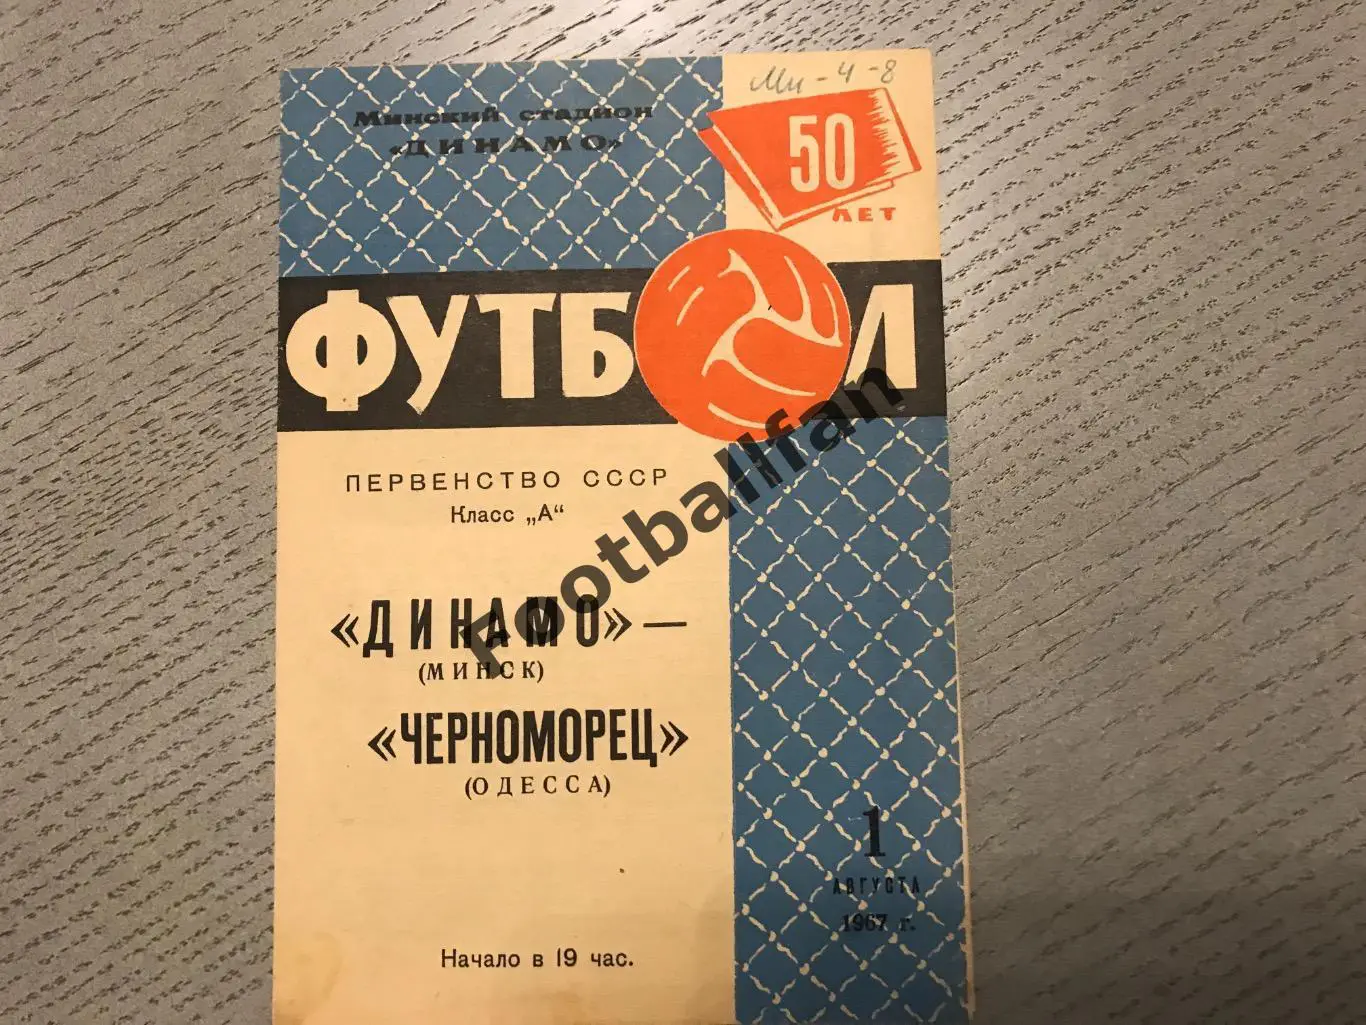 Ми - 4 - 8
Минский стадион
«ДИНАМО»
50
ЛЕТ
ФУТБОЛ
ПЕРВЕНСТВО СССР
Класс „А“
«ДИНАМО» —
(МИНСК)
«ЧЕРНОМОРЕЦ»
(ОДЕССА)
1
АВГУСТА
1967 г.
Начало в 19 час.
Footballfan